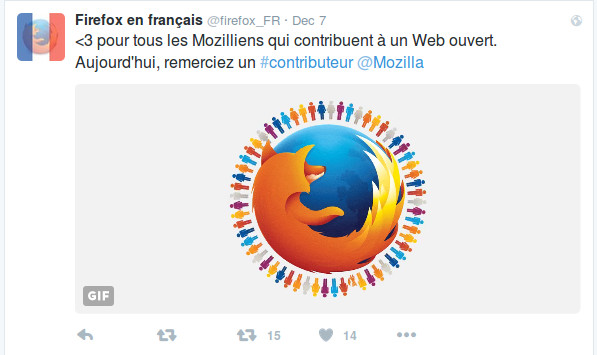 Firefox en français @firefox_FR · Dec 7
<3 pour tous les Mozilliens qui contribuent à un Web ouvert.
Aujourd'hui, remerciez un #contributeur @Mozilla
GIF
15 14